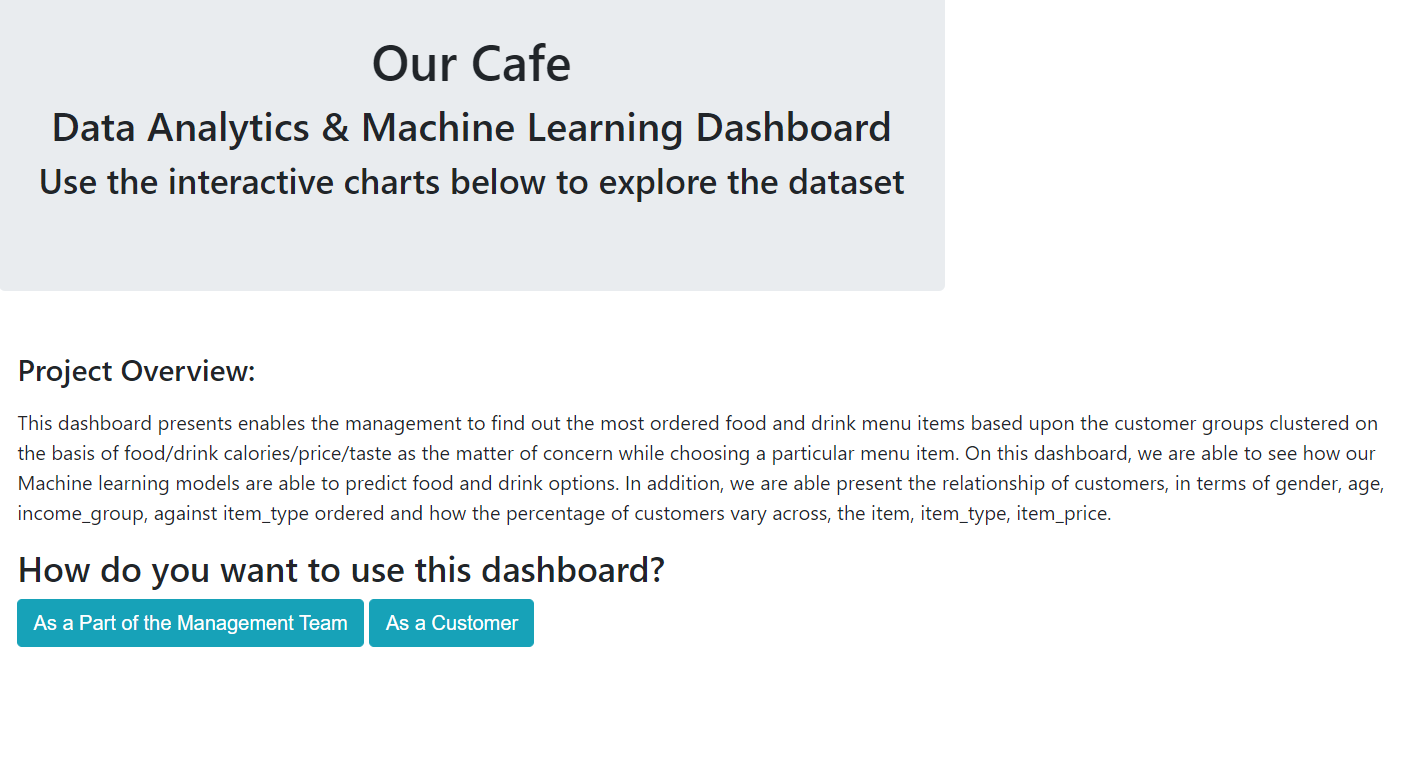 Our Cafe
Data Analytics & Machine Learning Dashboard
Use the interactive charts below to explore the dataset
Project Overview:
This dashboard presents enables the management to find out the most ordered food and drink menu items based upon the customer groups clustered on
the basis of food/drink calories/price/taste as the matter of concern while choosing a particular menu item. On this dashboard, we are able to see how our
Machine learning models are able to predict food and drink options. In addition, we are able present the relationship of customers, in terms of gender, age,
income_group, against item_type ordered and how the percentage of customers vary across, the item, item_type, item_price.
How do you want to use this dashboard?
As a Part of the Management Team As a Customer